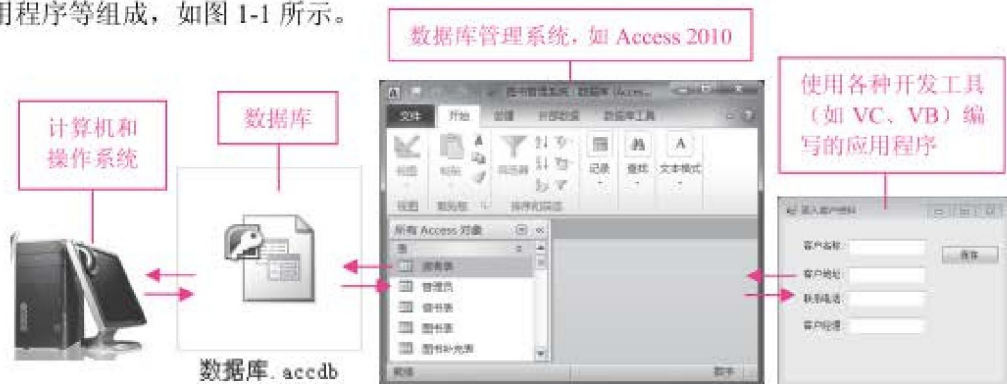 用程序等组成，如图 1-1 所示。
数据库管理系统，如 Access 2010
计算机和
操作系统
数据库
使用各种开发工具
（如 VC、VB）编
写的应用程序
文件 开始 创建 外部数据 数据库工具
视图 粘贴 筛选器 记录 查找 文本格式
视图 剪贴板 排序和筛选
所有 Access 对象
表
管理员
借书表
图书表
图书补充表
就绪
数字
客户名称:
保存
客户地址:
联系电话:
客户经理:
数据库.accdb